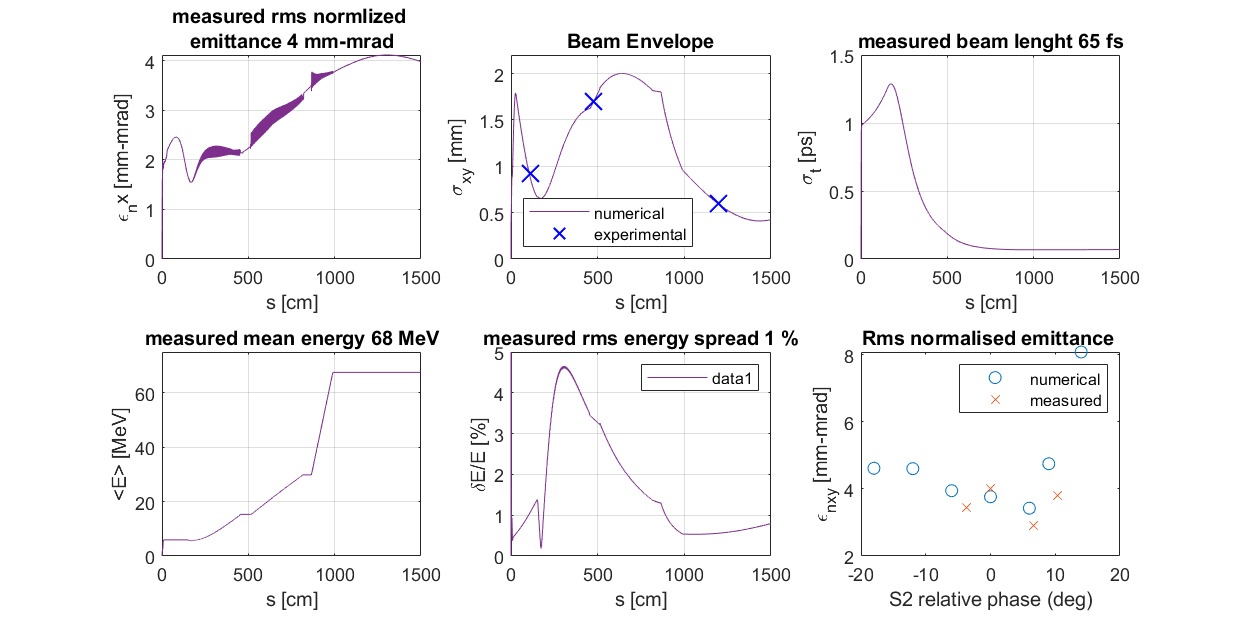 measured rms normlized
emittance 4 mm-mrad
4
3
2
1
0
ϵnx [mm-mrad]
0 500 1000 1500
s [cm]
Beam Envelope
2
1.5
1
0.5
0
σxy [mm]
numerical
experimental
0 500 1000 1500
s [cm]
measured beam lenght 65 fs
1.5
1
0.5
0
σt [ps]
0 500 1000 1500
s [cm]
measured mean energy 68 MeV
60
40
20
0
<E> [MeV]
0 500 1000 1500
s [cm]
measured rms energy spread 1 %
5
4
3
2
1
0
δE/E [%]
data1
0 500 1000 1500
s [cm]
Rms normalised emittance
8
6
4
2
ϵnxy [mm-mrad]
numerical
measured
-20 -10 0 10 20
S2 relative phase (deg)